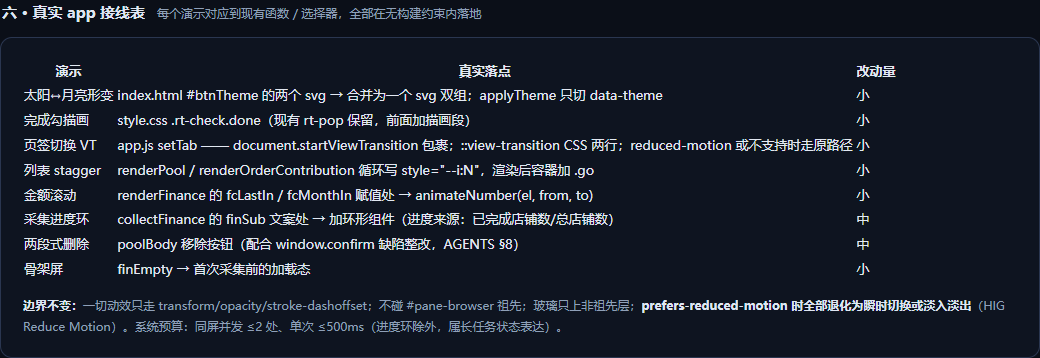 六 · 真实 app 接线表 每个演示对应到现有函数 / 选择器，全部在无构建约束内落地
演示 真实落点 改动量
太阳↔月亮形变 index.html #btnTheme 的两个 svg → 合并为一个 svg 双组；applyTheme 只切 data-theme 小
完成勾描画 style.css .rt-check.done（现有 rt-pop 保留，前面加描画段） 小
页签切换 VT app.js setTab —— document.startViewTransition 包裹；::view-transition CSS 两行；reduced-motion 或不支持时走原路径 小
列表 stagger renderPool / renderOrderContribution 循环写 style="--i:N"，渲染后容器加 .go 小
金额滚动 renderFinance 的 fcLastIn / fcMonthIn 赋值处 → animateNumber(el, from, to) 小
采集进度环 collectFinance 的 finSub 文案处 → 加环形组件（进度来源：已完成店铺数/总店铺数） 中
两段式删除 poolBody 移除按钮（配合 window.confirm 缺陷整改，AGENTS §8） 中
骨架屏 finEmpty → 首次采集前的加载态 小
边界不变：一切动效只走 transform/opacity/stroke-dashoffset；不碰 #pane-browser 祖先；玻璃只上非祖先层；prefers-reduced-motion 时全部退化为瞬时切换或淡入淡出（HIG
Reduce Motion）。系统预算：同屏并发 ≤2 处、单次 ≤500ms（进度环除外，属长任务状态表达）。